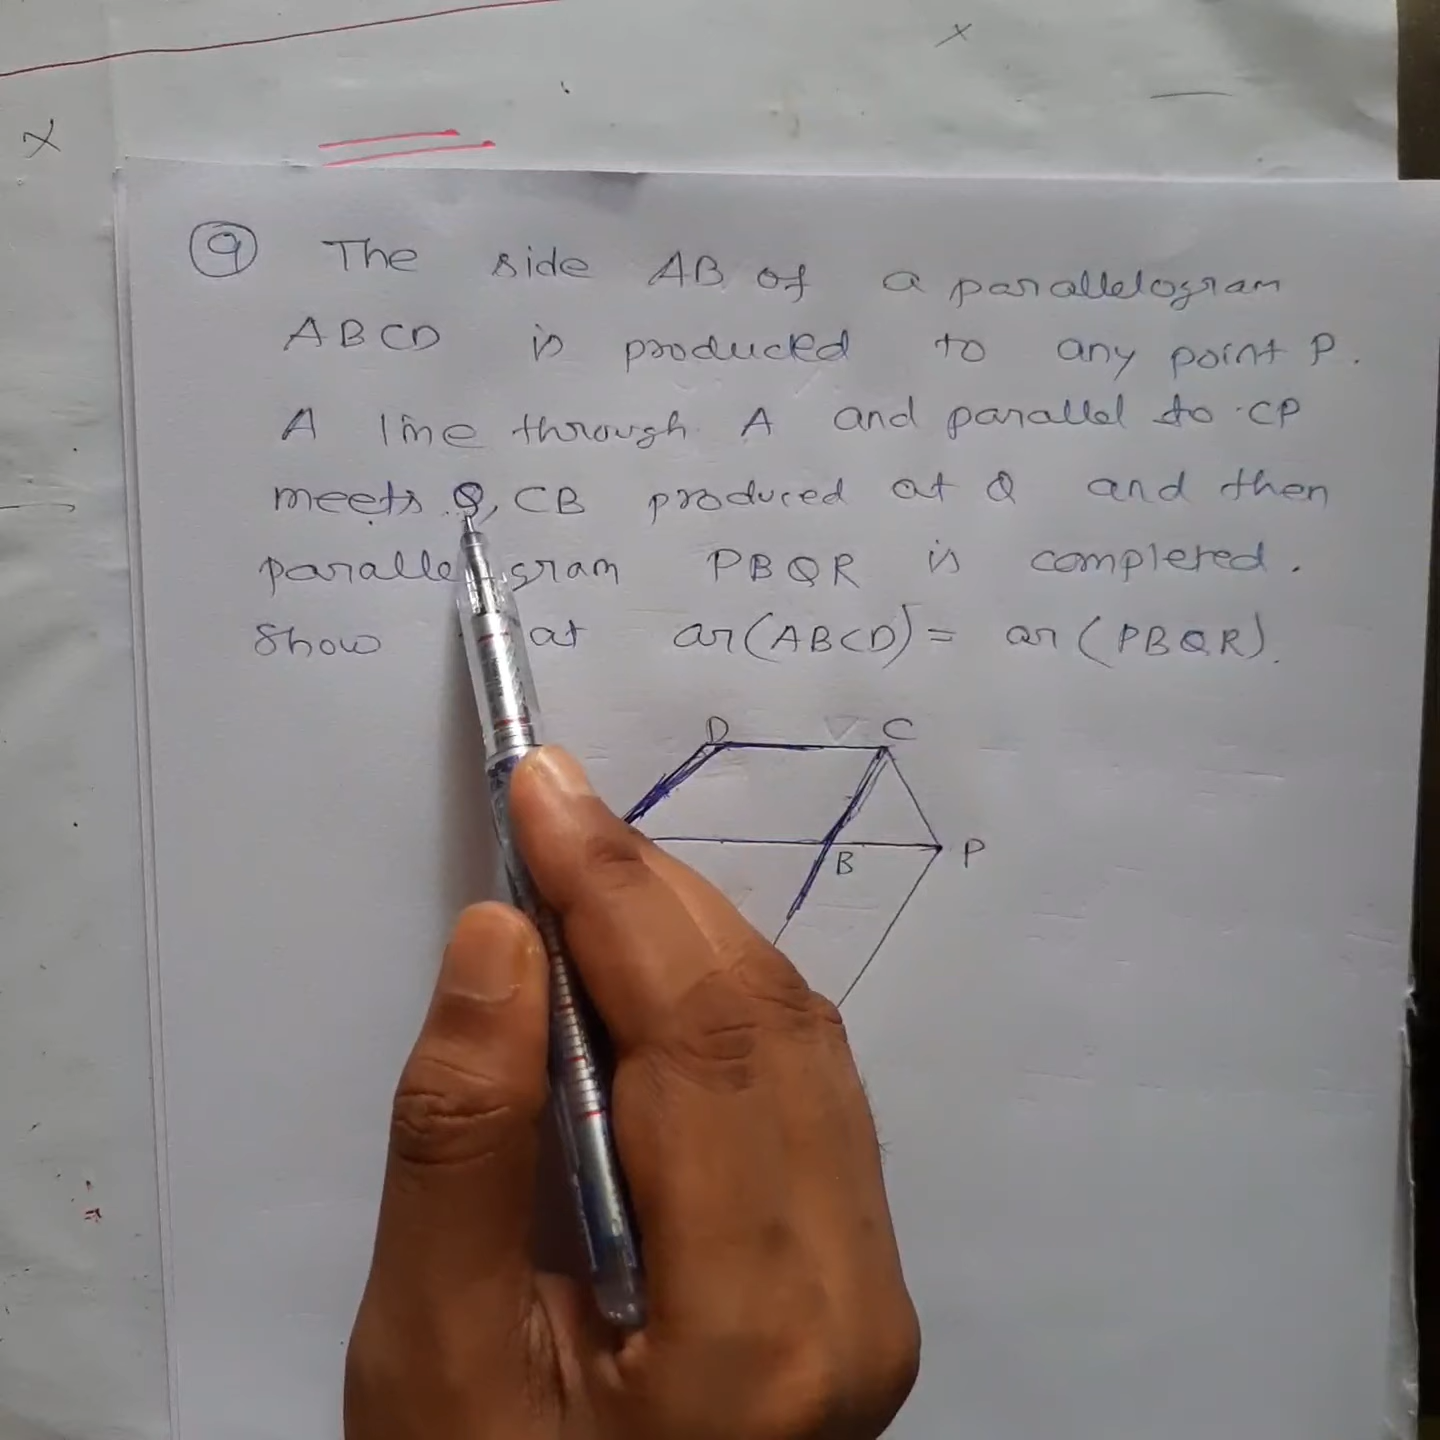 9 The side AB of a parallelogram
ABCD is produced to any point P.
A line through A and parallel to CP
meets Q, CB produced at Q and then
paralle gram PBQR is completed.
Show at ar(ABCD) = ar(PBQR).
D C
B P